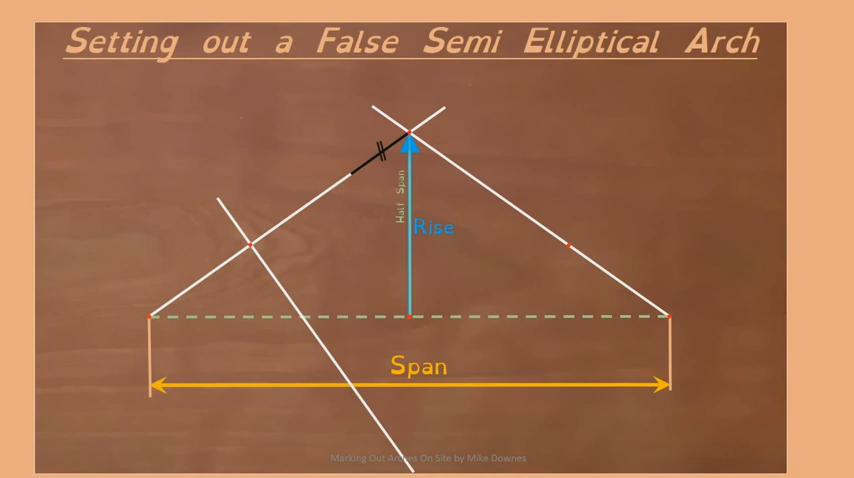 Setting out a False Semi Elliptical Arch
Half Span
Rise
Span
Marking Out Arches On Site by Mike Downes